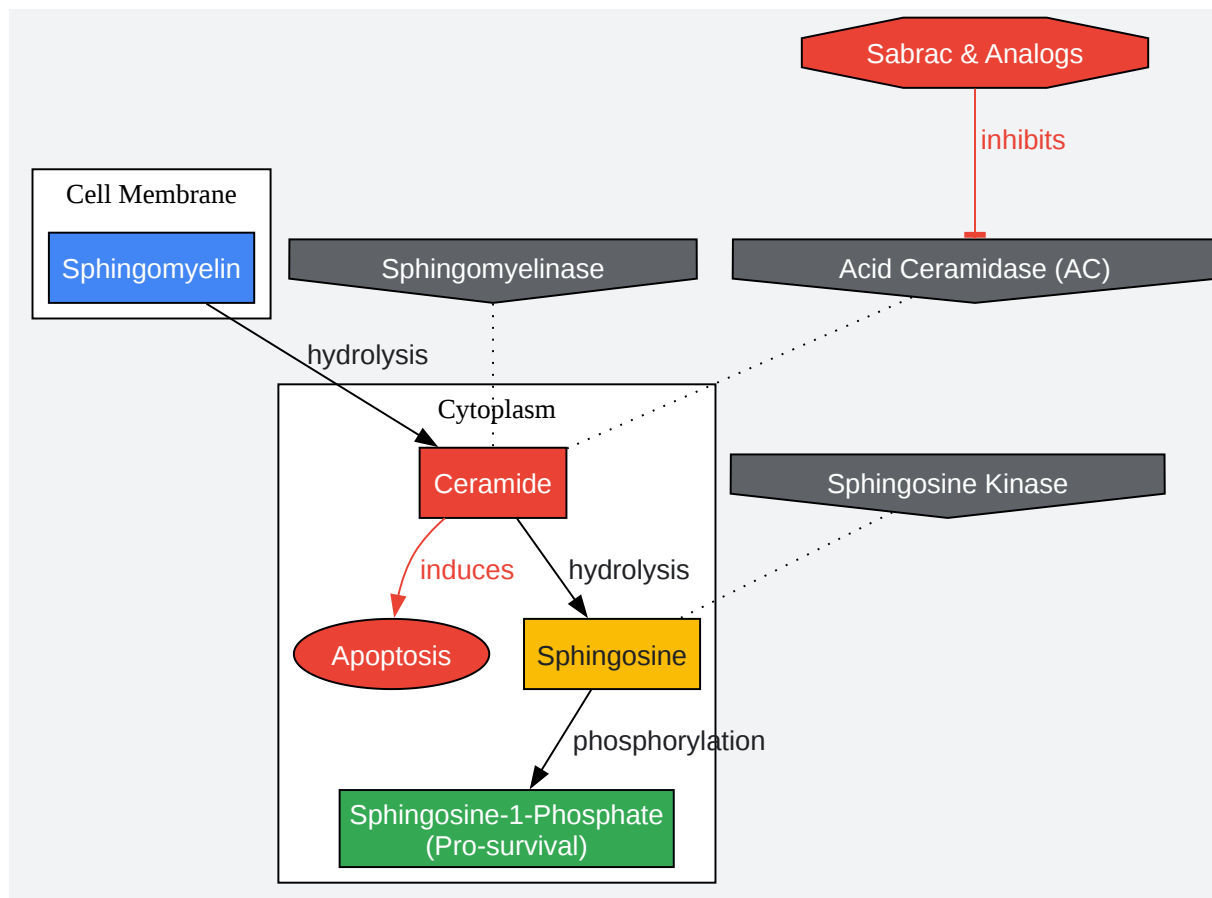 Sabrac & Analogs
inhibits
Cell Membrane
Sphingomyelin
Sphingomyelinase
Acid Ceramidase (AC)
hydrolysis
Cytoplasm
Ceramide
Sphingosine Kinase
induces
hydrolysis
Apoptosis
Sphingosine
phosphorylation
Sphingosine-1-Phosphate
(Pro-survival)